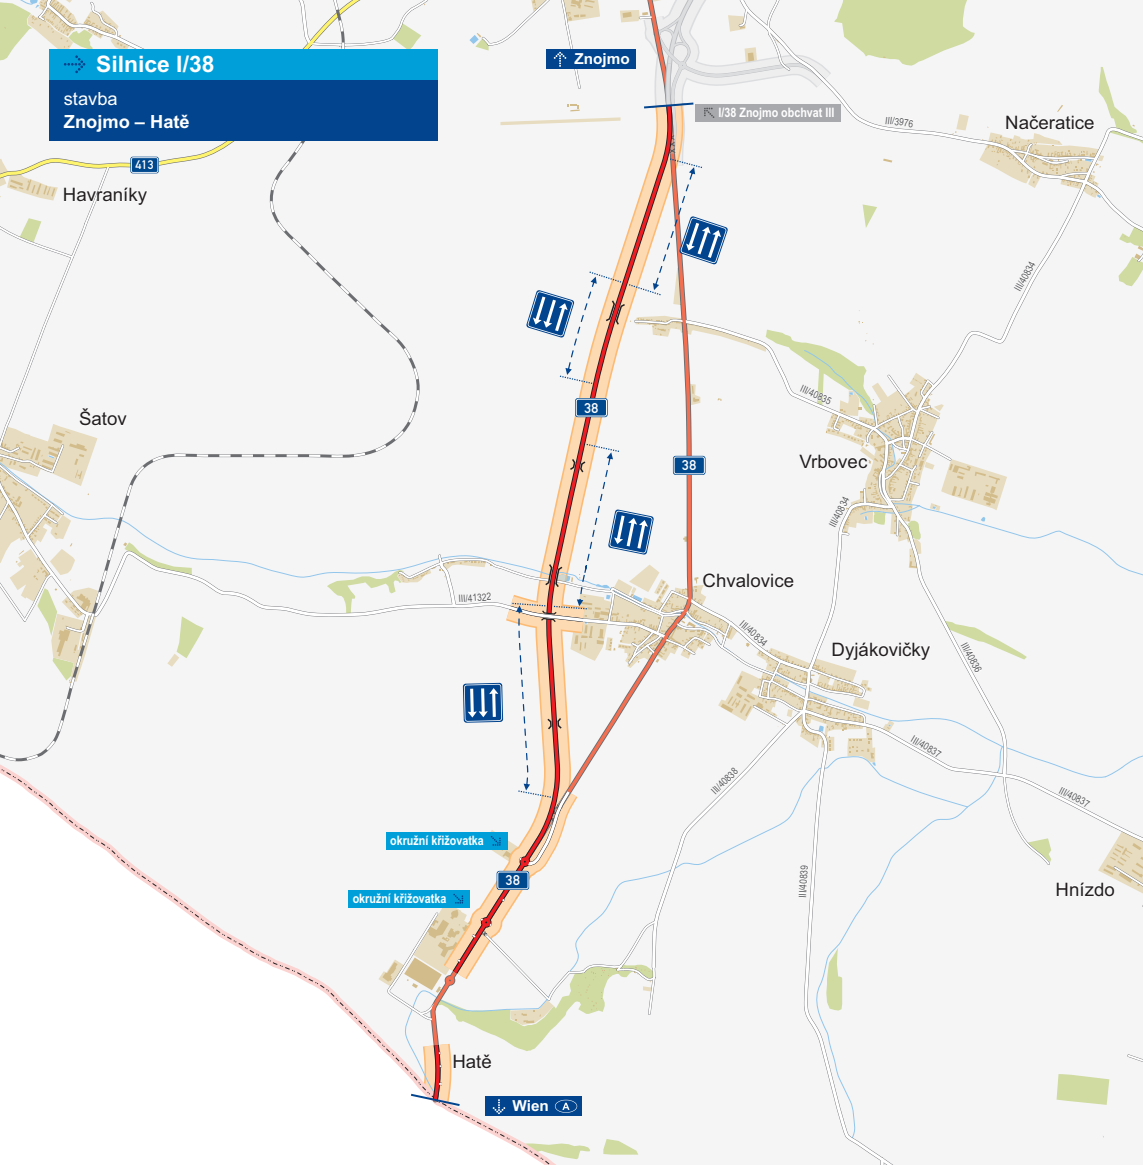 Silnice I/38
stavba
Znojmo – Hatě
Znojmo
I/38 Znojmo obchvat III
III/3976
Načeratice
413
Havraníky
III/40834
III/40835
38
Šatov
38
Vrbovec
III/40834
Chvalovice
III/41322
III/40834
Dyjákovičky
III/40836
III/40837
III/40838
III/40837
okružní křižovatka
38
okružní křižovatka
III/40839
Hnízdo
Hatě
Wien A